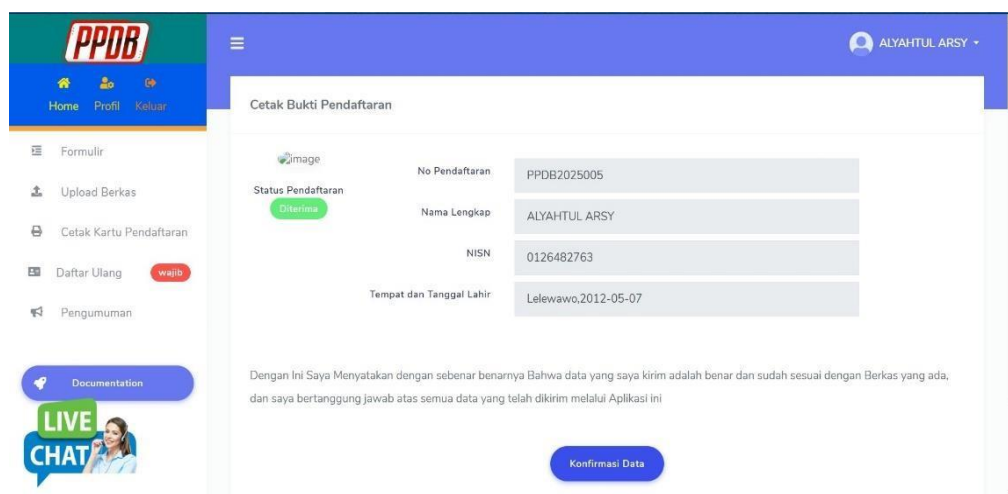 PPDB
ALYAHTUL ARSY
Home Profil Keluar
Cetak Bukti Pendaftaran
Formulir
Upload Berkas
Cetak Kartu Pendaftaran
Daftar Ulang wajib
Pengumuman
Documentation
LIVE
CHAT
image
Status Pendaftaran
Diterima
No Pendaftaran PPDB2025005
Nama Lengkap ALYAHTUL ARSY
NISN 0126482763
Tempat dan Tanggal Lahir Lelewawo,2012-05-07
Dengan Ini Saya Menyatakan dengan sebenar benarnya Bahwa data yang saya kirim adalah benar dan sudah sesuai dengan Berkas yang ada,
dan saya bertanggung jawab atas semua data yang telah dikirim melalui Aplikasi ini
Konfirmasi Data